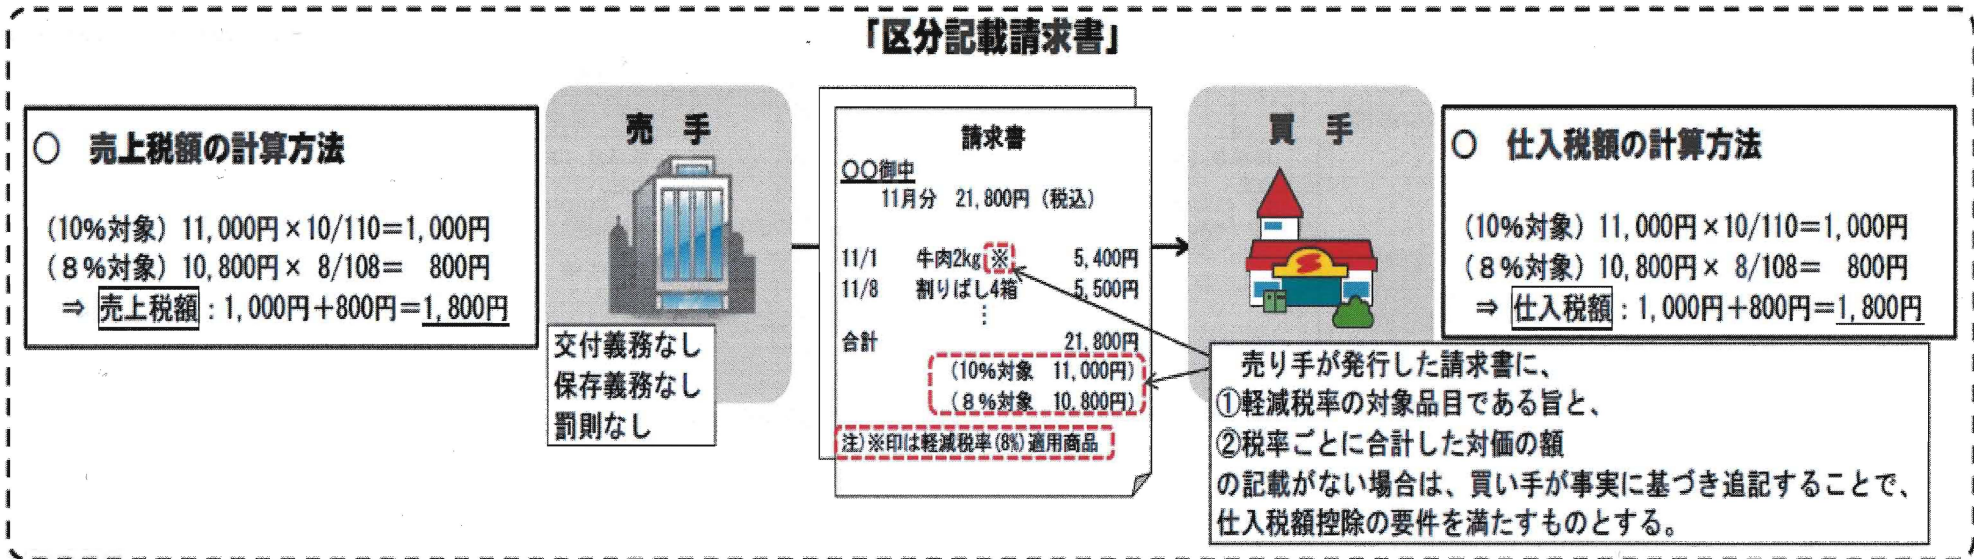 「区分記載請求書」
○　売上税額の計算方法
(10%対象) 11,000円×10/110=1,000円
(８%対象) 10,800円× 8/108=　800円
⇒ 売上税額：1,000円+800円=1,800円
売　手
交付義務なし
保存義務なし
罰則なし
請求書
〇〇御中
11月分　21,800円 (税込)
11/1　牛肉2kg ※　5,400円
11/8　割りばし4箱　5,500円
⋮
合計　21,800円
(10%対象　11,000円)
(８%対象　10,800円)
注)※印は軽減税率(8%)適用商品
買　手
○　仕入税額の計算方法
(10%対象) 11,000円×10/110=1,000円
(８%対象) 10,800円× 8/108=　800円
⇒ 仕入税額：1,000円+800円=1,800円
売り手が発行した請求書に、
①軽減税率の対象品目である旨と、
②税率ごとに合計した対価の額
の記載がない場合は、買い手が事実に基づき追記することで、
仕入税額控除の要件を満たすものとする。